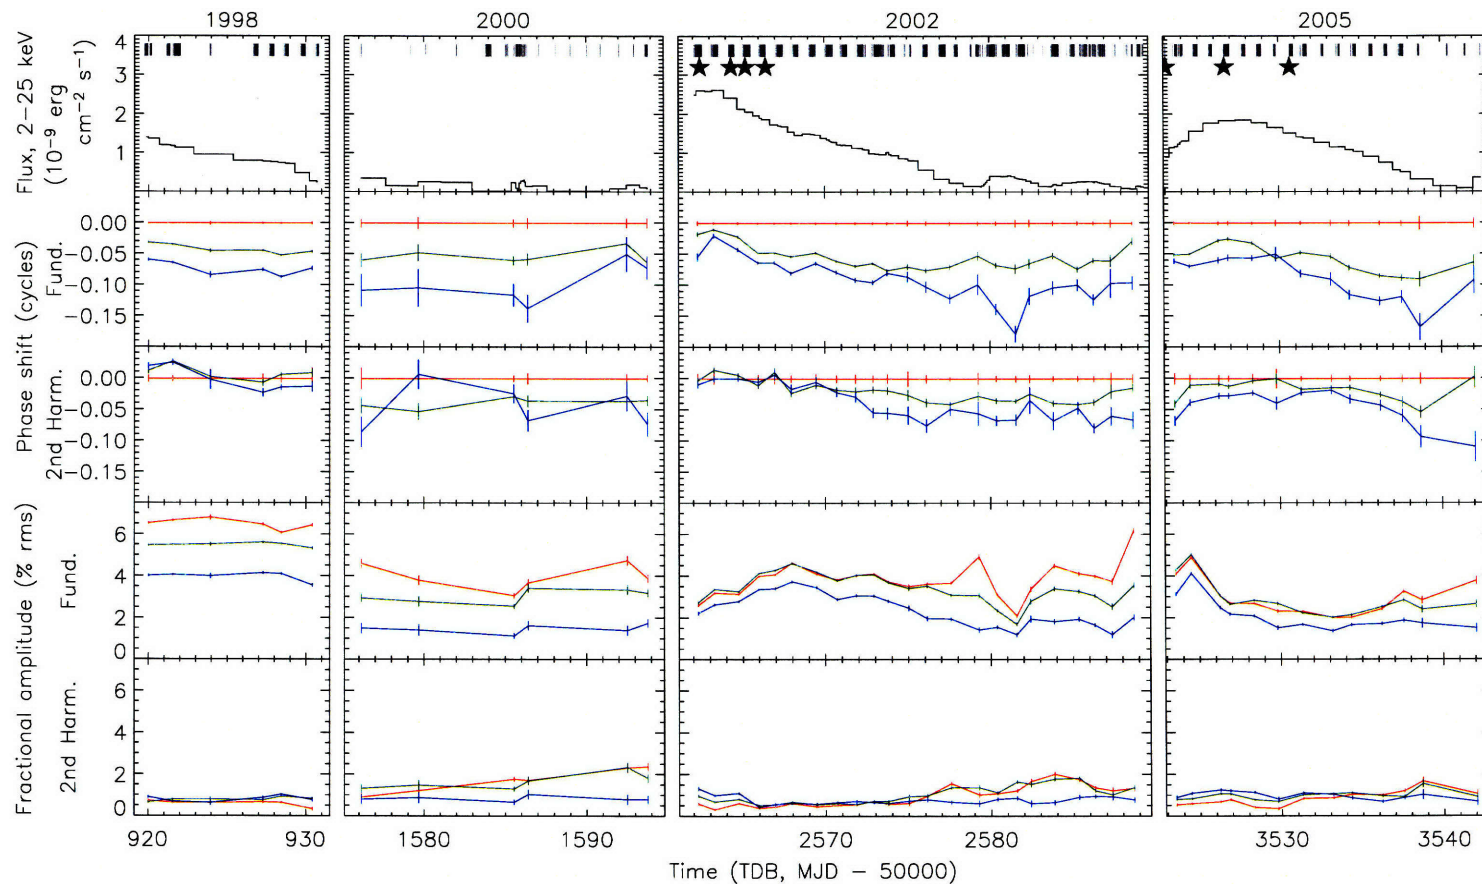 1998 2000 2002 2005
Flux, 2−25 keV
(10−9 erg
cm−2 s−1)
4
3
2
1
Phase shift (cycles)
Fund.
0.00
−0.05
−0.10
−0.15
2nd Harm.
0.00
−0.05
−0.10
−0.15
Fractional amplitude (% rms)
Fund.
6
4
2
0
2nd Harm.
6
4
2
0
920 930 1580 1590 2570 2580 3530 3540
Time (TDB, MJD − 50000)